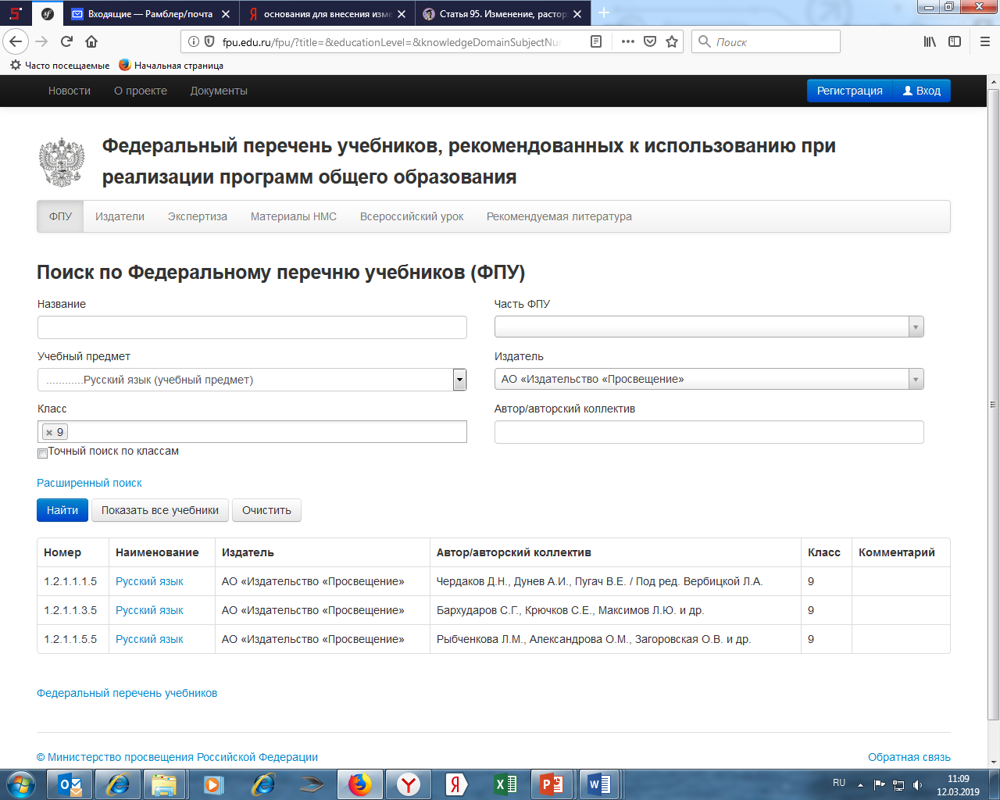 Входящие — Рамблер/почта
основания для внесения изме
Статья 95. Изменение, растор
fpu.edu.ru/fpu/?title=&educationLevel=&knowledgeDomainSubjectNu
Поиск
Часто посещаемые
Начальная страница
Новости
О проекте
Документы
Регистрация
Вход
Федеральный перечень учебников, рекомендованных к использованию при
реализации программ общего образования
ФПУ
Издатели
Экспертиза
Материалы НМС
Всероссийский урок
Рекомендуемая литература
Поиск по Федеральному перечню учебников (ФПУ)
Название
Часть ФПУ
Учебный предмет
Издатель
............Русский язык (учебный предмет)
АО «Издательство «Просвещение»
Класс
Автор/авторский коллектив
9
Точный поиск по классам
Расширенный поиск
Найти
Показать все учебники
Очистить
Номер Наименование Издатель Автор/авторский коллектив Класс Комментарий
1.2.1.1.1.5 Русский язык АО «Издательство «Просвещение» Чердаков Д.Н., Дунев А.И., Пугач В.Е. / Под ред. Вербицкой Л.А. 9
1.2.1.1.3.5 Русский язык АО «Издательство «Просвещение» Бархударов С.Г., Крючков С.Е., Максимов Л.Ю. и др. 9
1.2.1.1.5.5 Русский язык АО «Издательство «Просвещение» Рыбченкова Л.М., Александрова О.М., Загоровская О.В. и др. 9
Федеральный перечень учебников
© Министерство просвещения Российской Федерации
Обратная связь
RU
11:09
12.03.2019